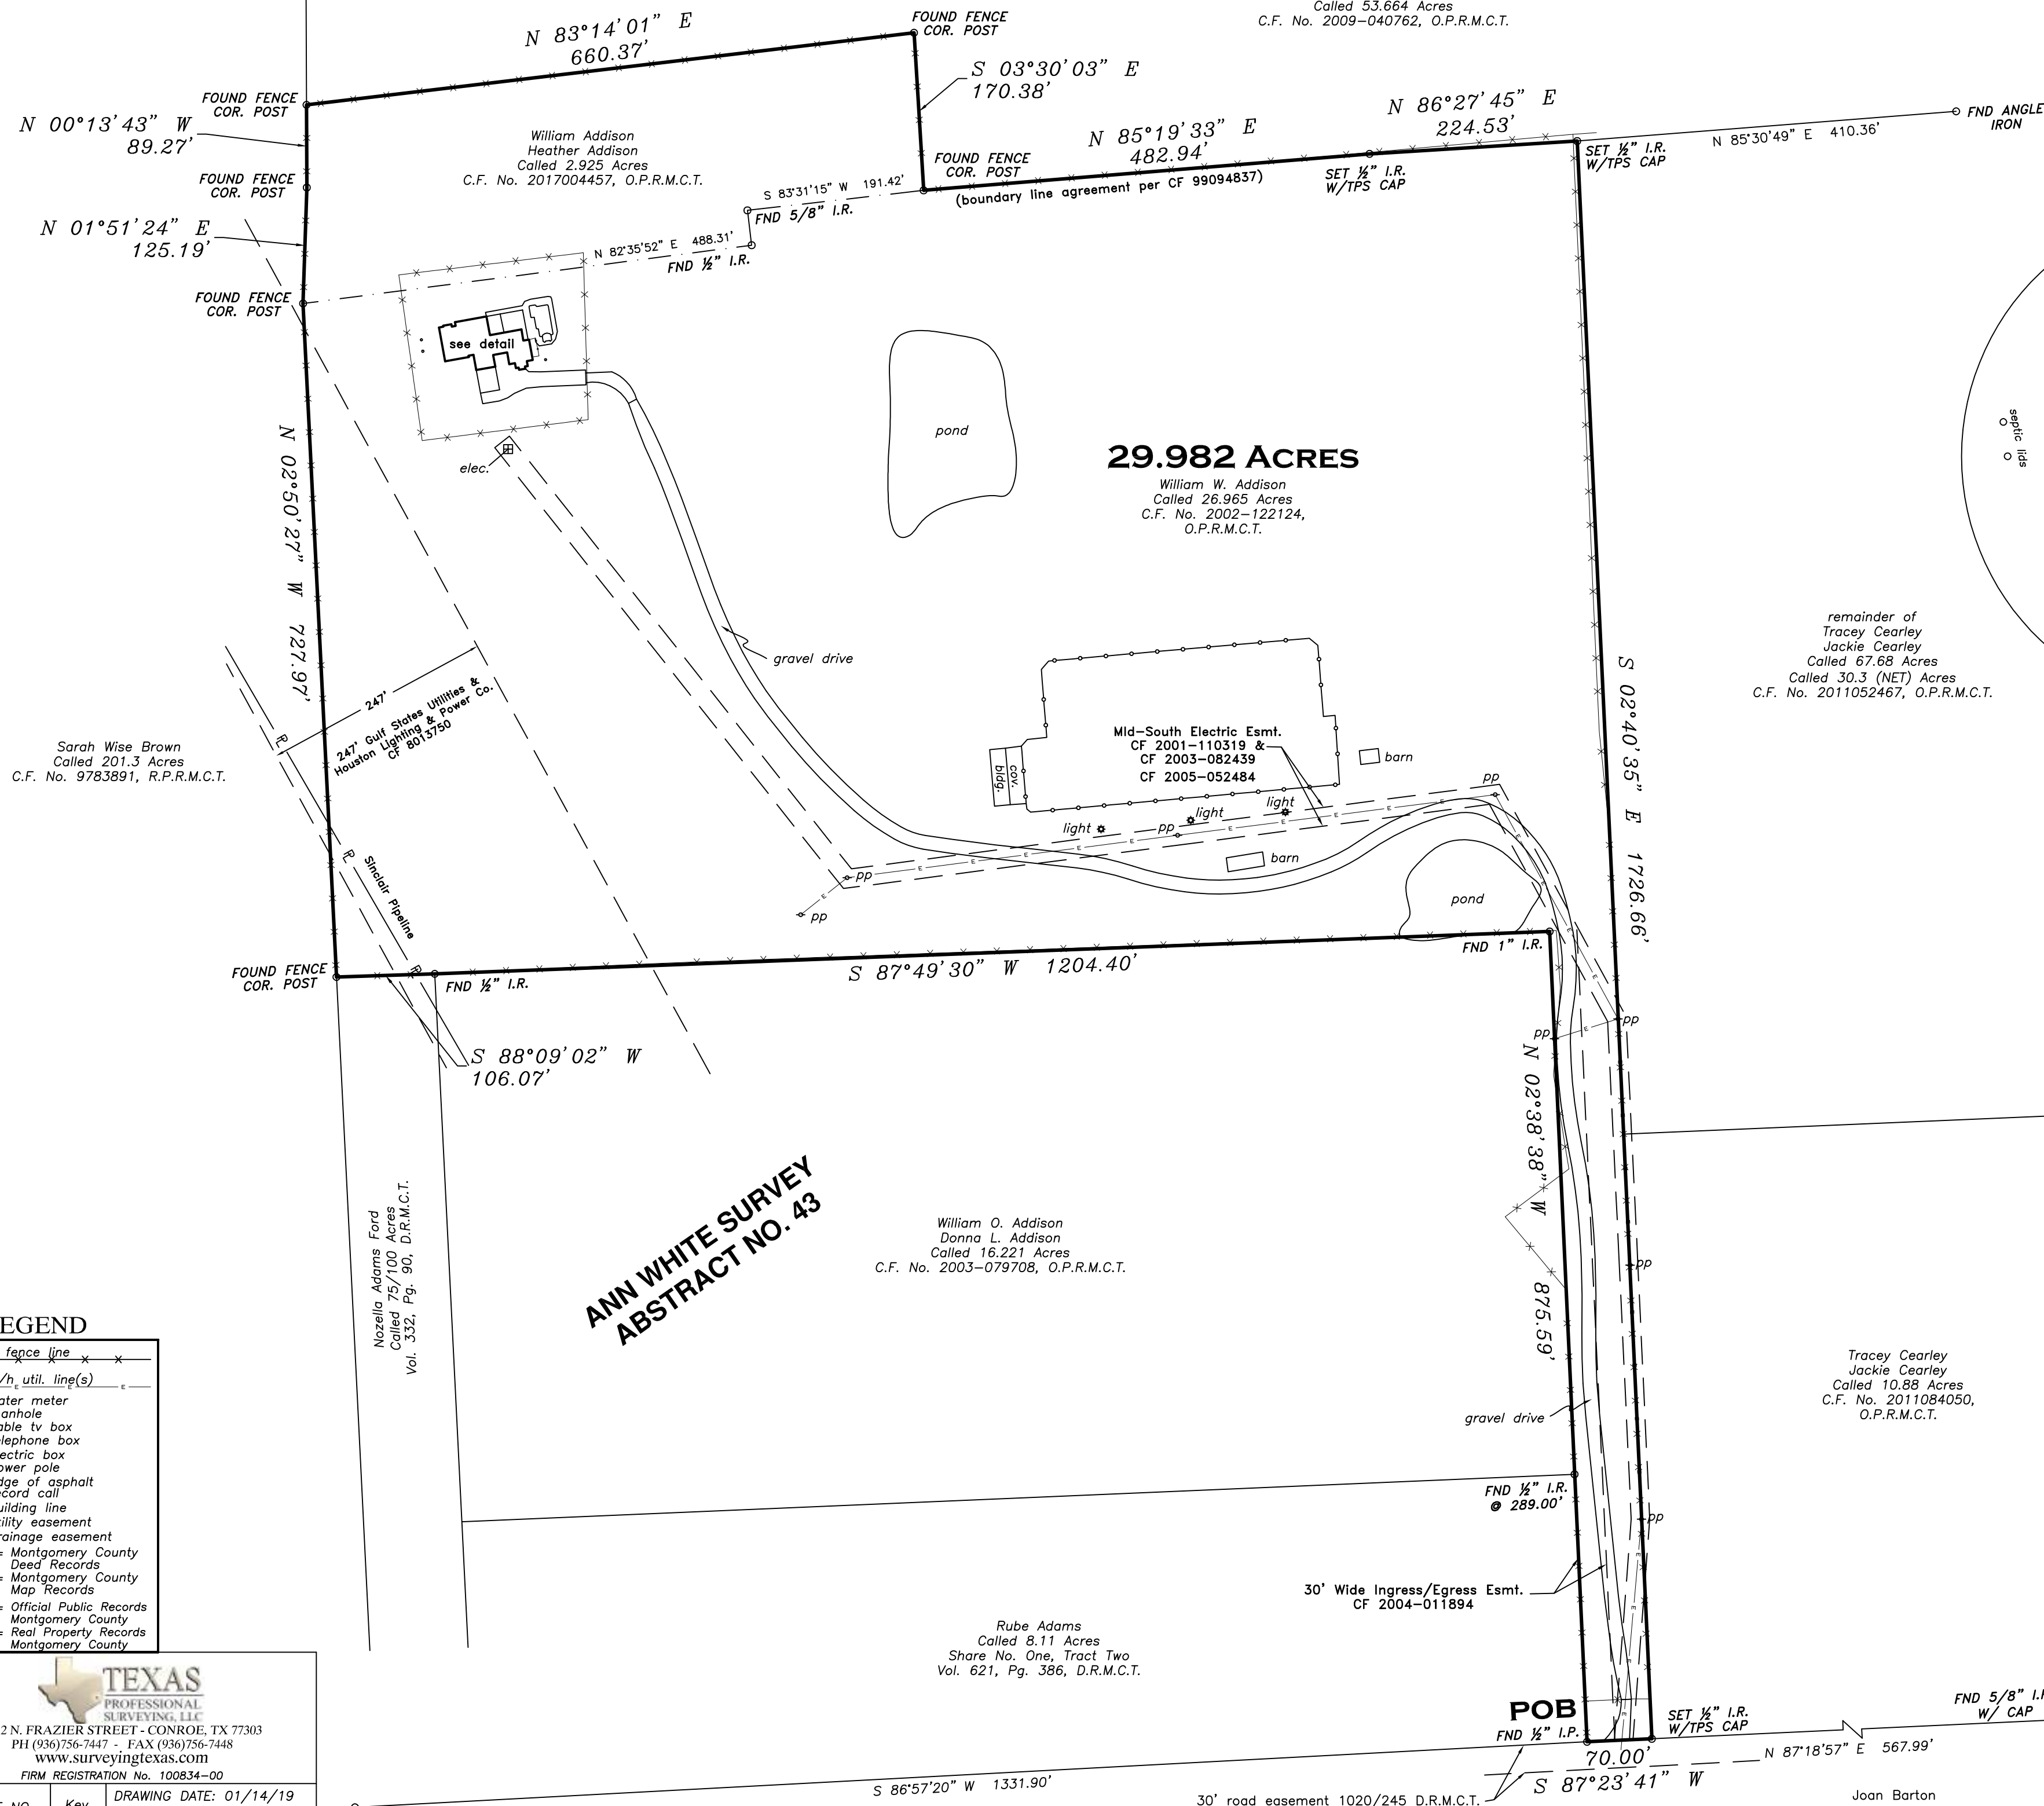 Called 53.664 Acres
C.F. No. 2009-040762, O.P.R.M.C.T.
N 83°14'01" E
660.37'
FOUND FENCE
COR. POST
S 03°30'03" E
170.38'
N 86°27'45" E
224.53'
FND ANGLE
IRON
N 85°30'49" E 410.36'
FOUND FENCE
COR. POST
N 00°13'43" W
89.27'
William Addison
Heather Addison
Called 2.925 Acres
C.F. No. 2017004457, O.P.R.M.C.T.
N 85°19'33" E
482.94'
FOUND FENCE
COR. POST
SET ½" I.R.
W/TPS CAP
SET ½" I.R.
W/TPS CAP
(boundary line agreement per CF 99094837)
FOUND FENCE
COR. POST
S 83°31'15" W 191.42'
FND 5/8" I.R.
N 01°51'24" E
125.19'
N 82°35'52" E 488.31'
FND ½" I.R.
FOUND FENCE
COR. POST
see detail
elec.
pond
29.982 ACRES
William W. Addison
Called 26.965 Acres
C.F. No. 2002-122124,
O.P.R.M.C.T.
septic lids
N 02°50'27" W 727.97'
gravel drive
remainder of
Tracey Cearley
Jackie Cearley
Called 67.68 Acres
Called 30.3 (NET) Acres
C.F. No. 2011052467, O.P.R.M.C.T.
S 02°40'35" E 1726.66'
247'
247' Gulf States Utilities &
Houston Lighting & Power Co.
CF 8013750
Sarah Wise Brown
Called 201.3 Acres
C.F. No. 9783891, R.P.R.M.C.T.
Mid-South Electric Esmt.
CF 2001-110319 &
CF 2003-082439
CF 2005-052484
cov.
bldg.
barn
pp
light
light
light
pp
barn
pp
pp
pond
PL
PL
PL
Sinclair Pipeline
FND 1" I.R.
FOUND FENCE
COR. POST
FND ½" I.R.
S 87°49'30" W 1204.40'
S 88°09'02" W
106.07'
pp
pp
N 02°38'38" W 875.59'
ANN WHITE SURVEY
ABSTRACT NO. 43
Nozella Adams Ford
Called 75/100 Acres
Vol. 332, Pg. 90, D.R.M.C.T.
William O. Addison
Donna L. Addison
Called 16.221 Acres
C.F. No. 2003-079708, O.P.R.M.C.T.
pp
Tracey Cearley
Jackie Cearley
Called 10.88 Acres
C.F. No. 2011084050,
O.P.R.M.C.T.
gravel drive
FND ½" I.R.
@ 289.00'
pp
30' Wide Ingress/Egress Esmt.
CF 2004-011894
Rube Adams
Called 8.11 Acres
Share No. One, Tract Two
Vol. 621, Pg. 386, D.R.M.C.T.
POB
FND ½" I.P.
SET ½" I.R.
W/TPS CAP
FND 5/8" I.
W/ CAP
70.00'
S 87°23'41" W
N 87°18'57" E 567.99'
S 86°57'20" W 1331.90'
30' road easement 1020/245 D.R.M.C.T.
Joan Barton
EGEND
fence line
/h util. line(s)
ater meter
anhole
able tv box
elephone box
ectric box
ower pole
dge of asphalt
ecord call
uilding line
tility easement
rainage easement
= Montgomery County
Deed Records
= Montgomery County
Map Records
= Official Public Records
Montgomery County
= Real Property Records
Montgomery County
TEXAS
PROFESSIONAL
SURVEYING, LLC
2 N. FRAZIER STREET - CONROE, TX 77303
PH (936)756-7447 - FAX (936)756-7448
www.surveyingtexas.com
FIRM REGISTRATION No. 100834-00
Key
DRAWING DATE: 01/14/19